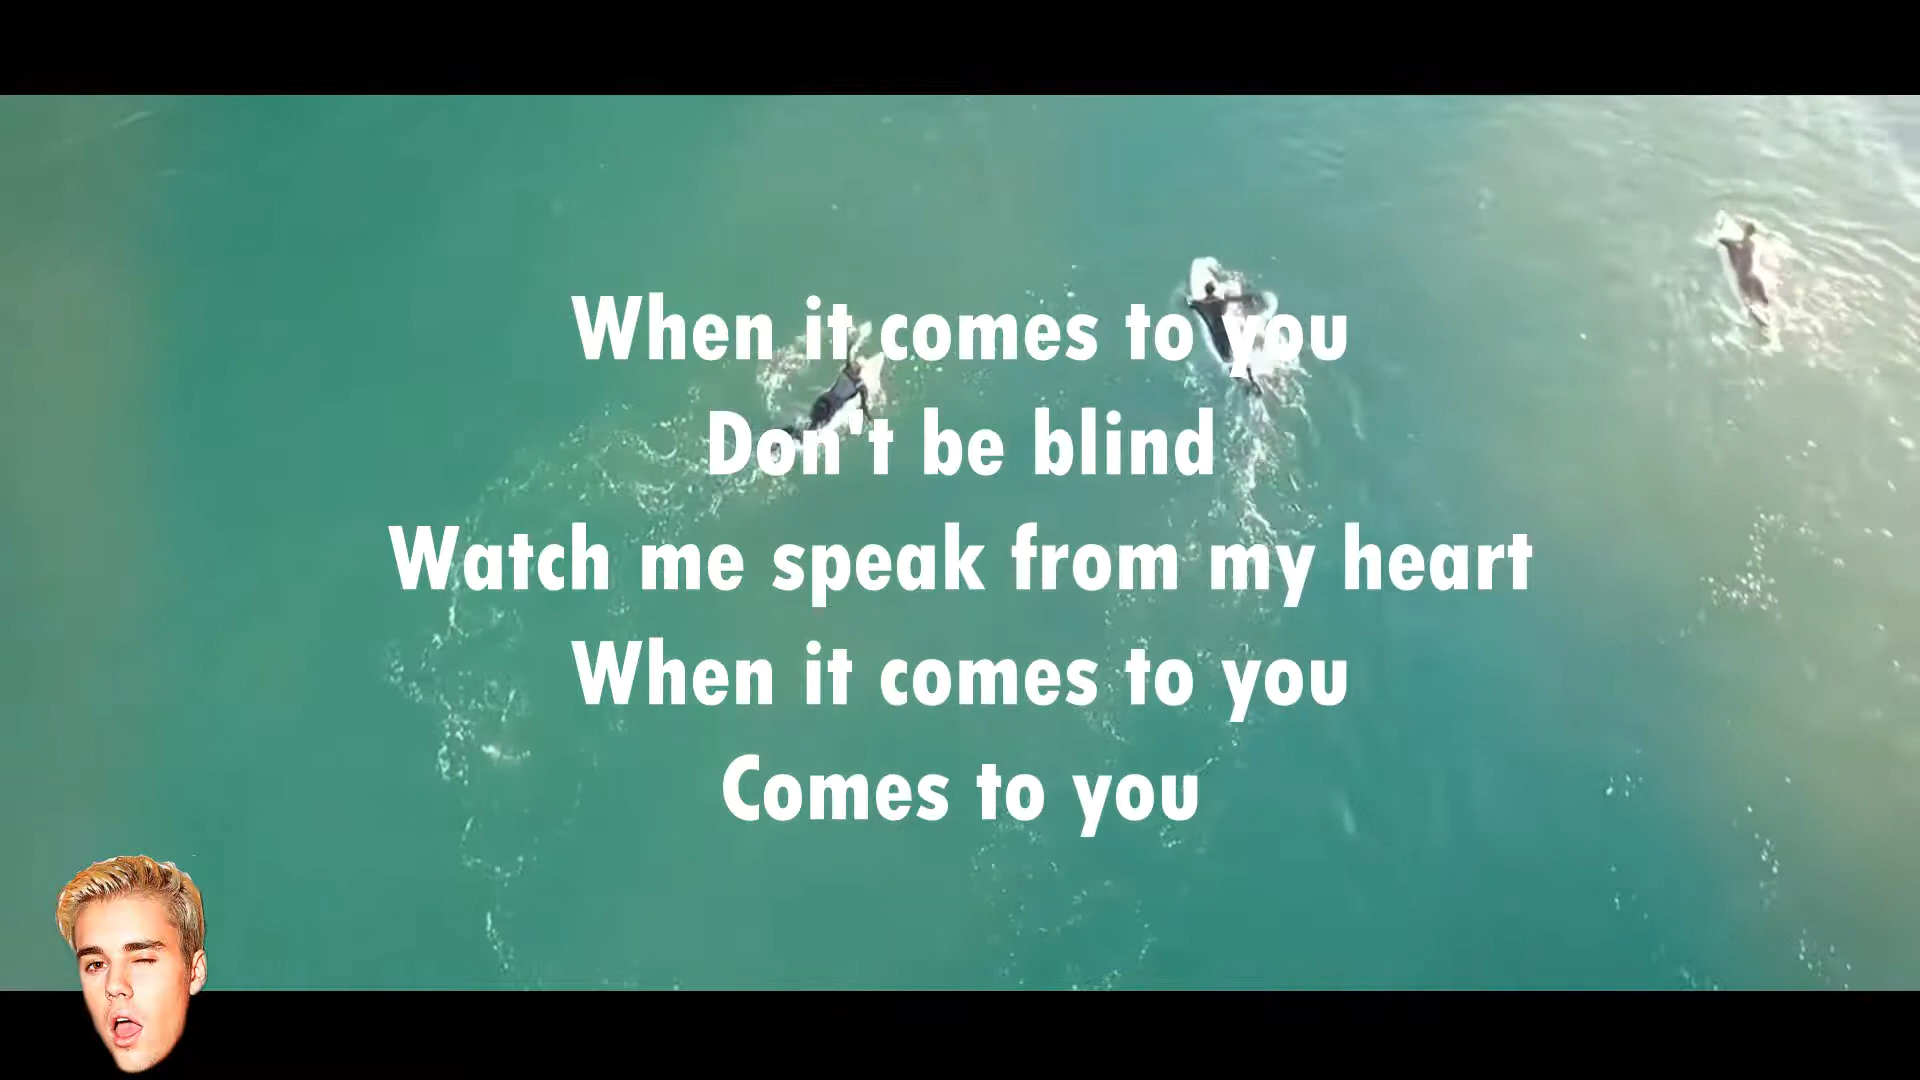 When it comes to you
Don't be blind
Watch me speak from my heart
When it comes to you
Comes to you